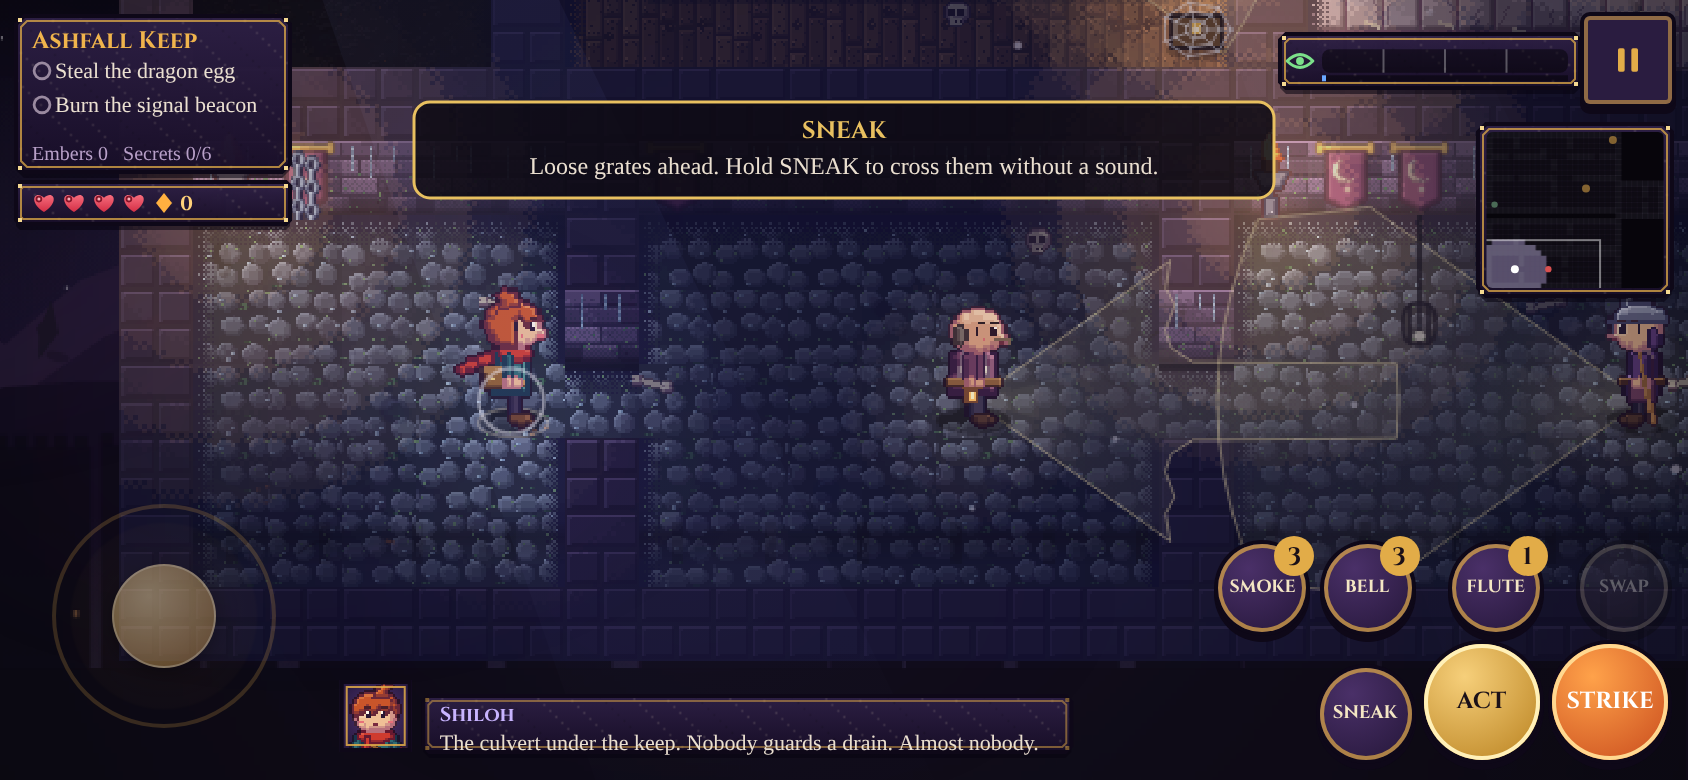 ASHFALL KEEP
Steal the dragon egg
Burn the signal beacon
Embers 0 Secrets 0/6
0
SNEAK
Loose grates ahead. Hold SNEAK to cross them without a sound.
3
3
1
SMOKE
BELL
FLUTE
SWAP
SNEAK
ACT
STRIKE
SHILOH
The culvert under the keep. Nobody guards a drain. Almost nobody.